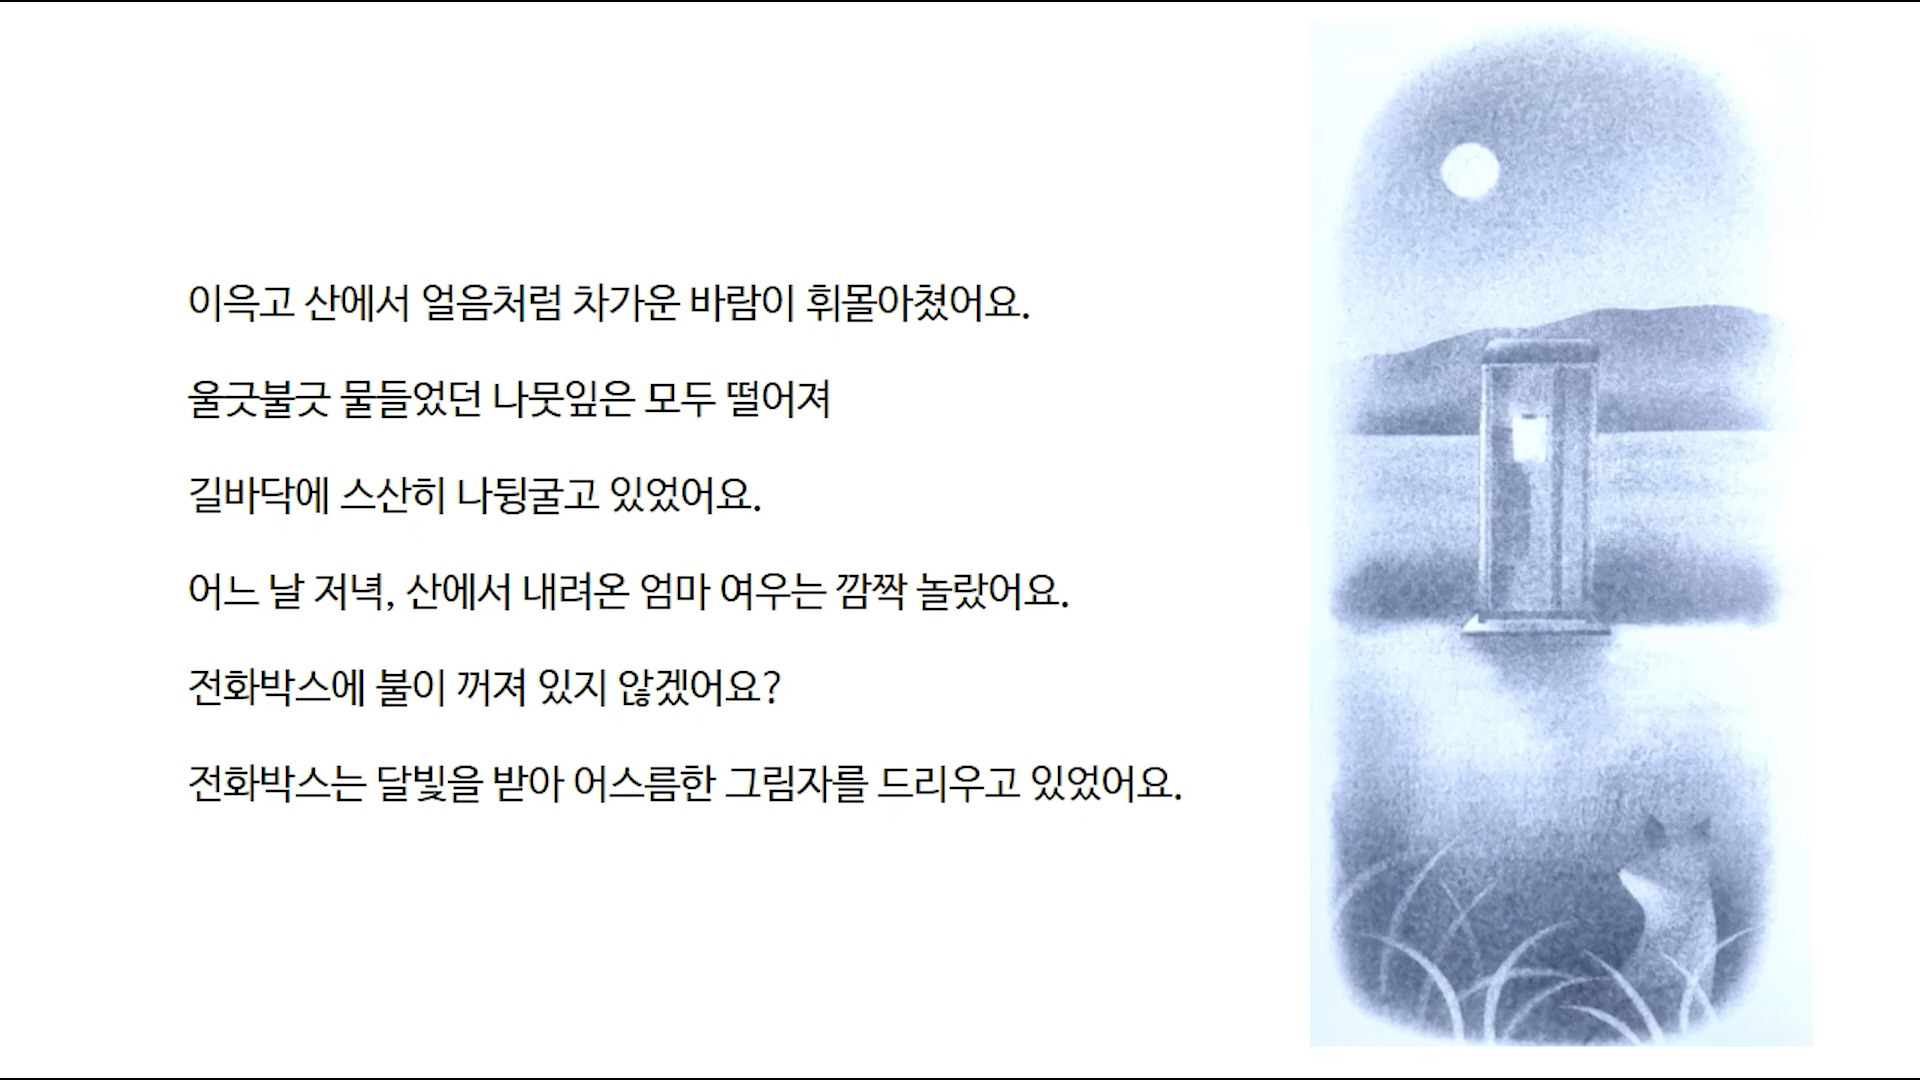 이윽고 산에서 얼음처럼 차가운 바람이 휘몰아쳤어요.
울긋불긋 물들었던 나뭇잎은 모두 떨어져
길바닥에 스산히 나뒹굴고 있었어요.
어느 날 저녁, 산에서 내려온 엄마 여우는 깜짝 놀랐어요.
전화박스에 불이 꺼져 있지 않겠어요?
전화박스는 달빛을 받아 어스름한 그림자를 드리우고 있었어요.